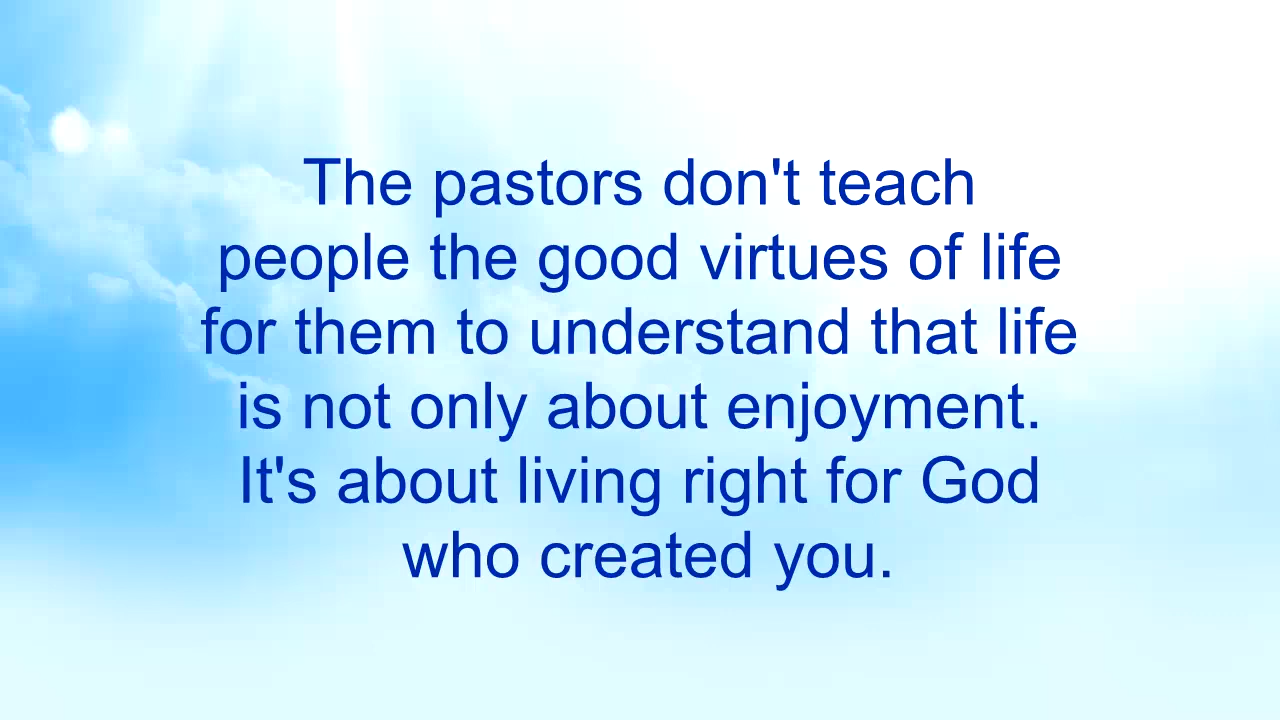 The pastors don't teach
people the good virtues of life
for them to understand that life
is not only about enjoyment.
It's about living right for God
who created you.